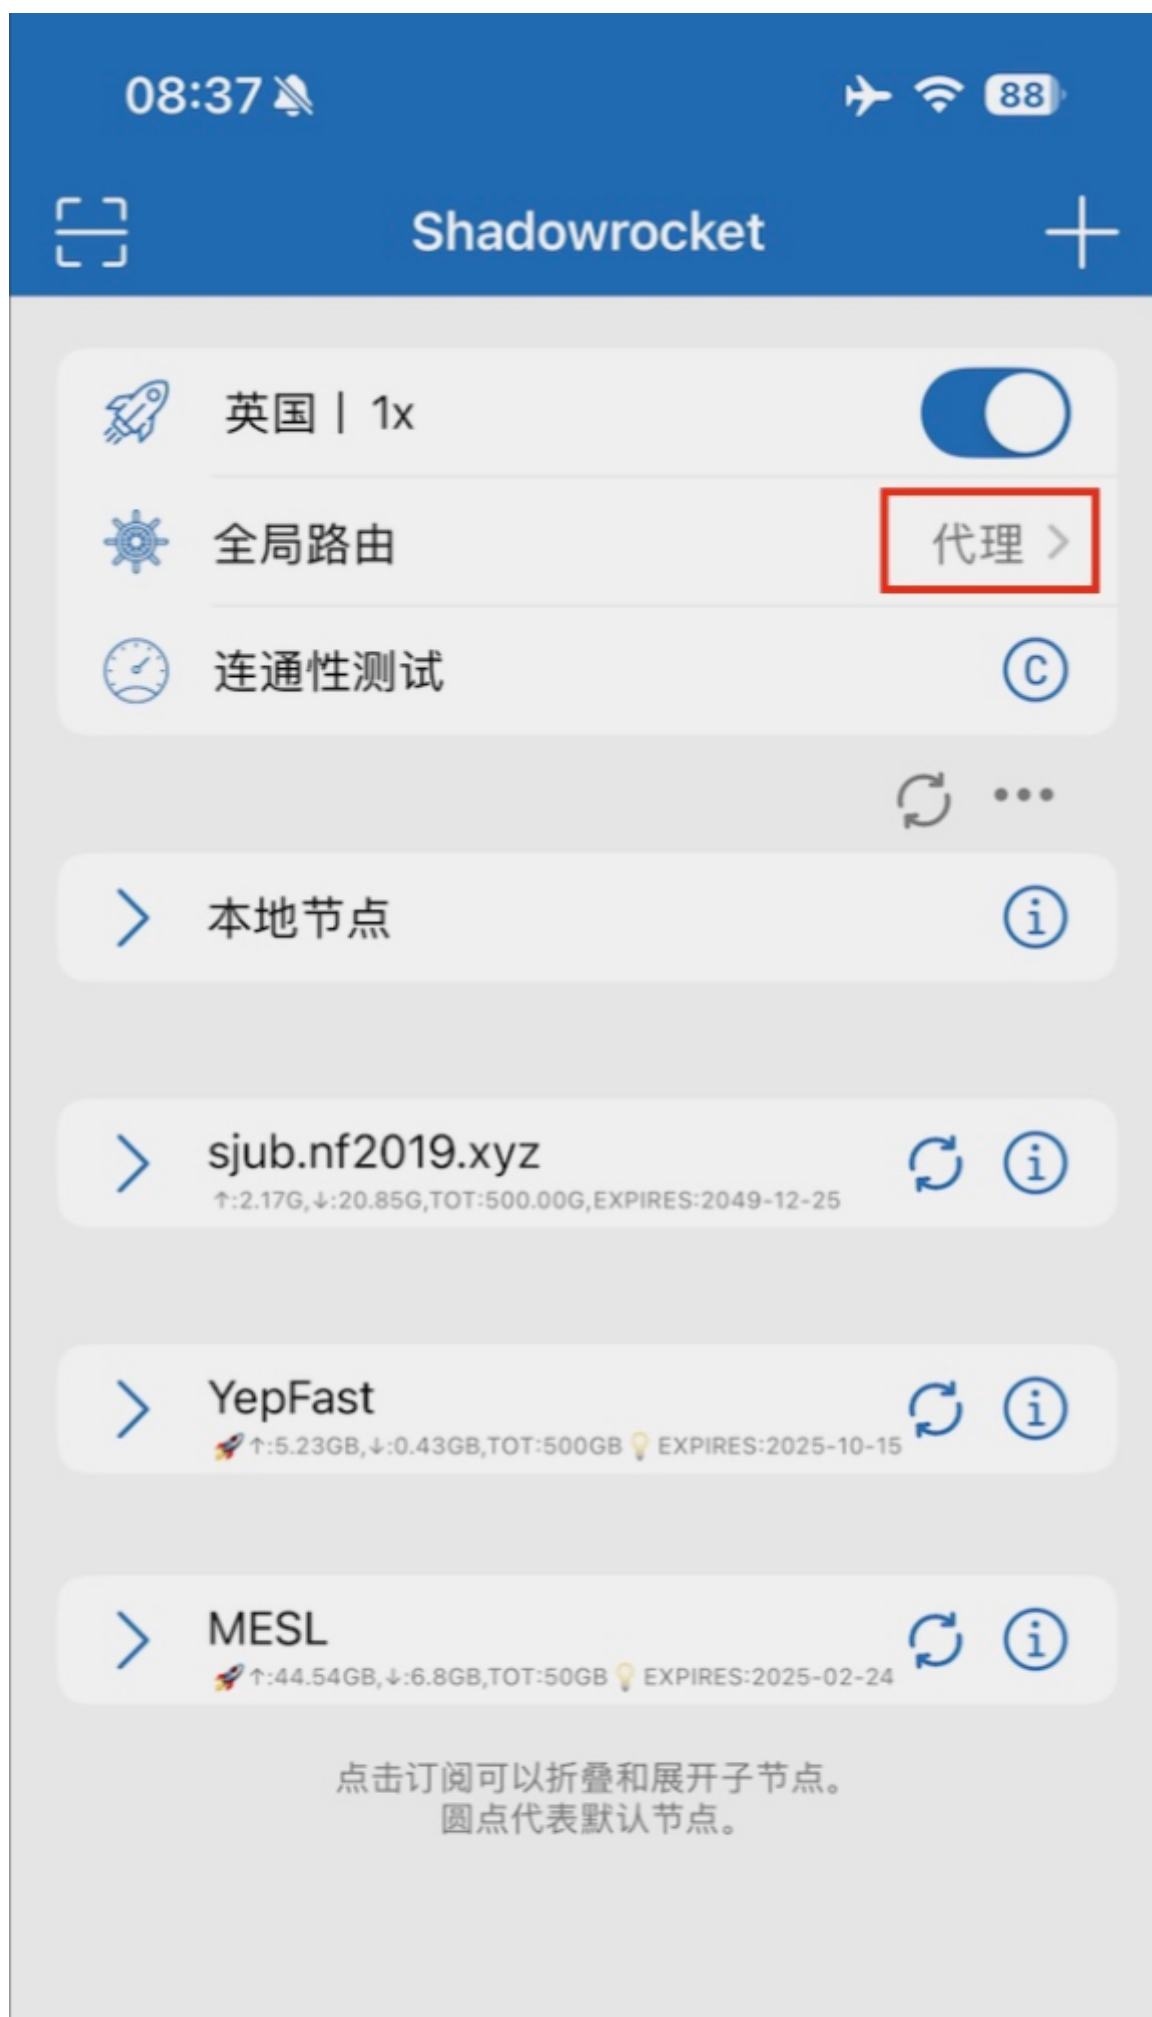 08:37
88
Shadowrocket
英国丨 1x
全局路由
代理
连通性测试
C
本地节点
sjub.nf2019.xyz
↑:2.17G,↓:20.85G,TOT:500.00G,EXPIRES:2049-12-25
YepFast
🚀↑:5.23GB,↓:0.43GB,TOT:500GB💡EXPIRES:2025-10-15
MESL
🚀↑:44.54GB,↓:6.8GB,TOT:50GB💡EXPIRES:2025-02-24
点击订阅可以折叠和展开子节点。
圆点代表默认节点。